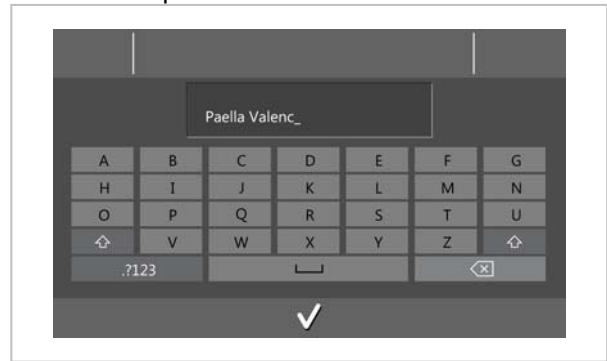 Paella Valenc_
A B C D E F G
H I J K L M N
O P Q R S T U
V W X Y Z
.?123